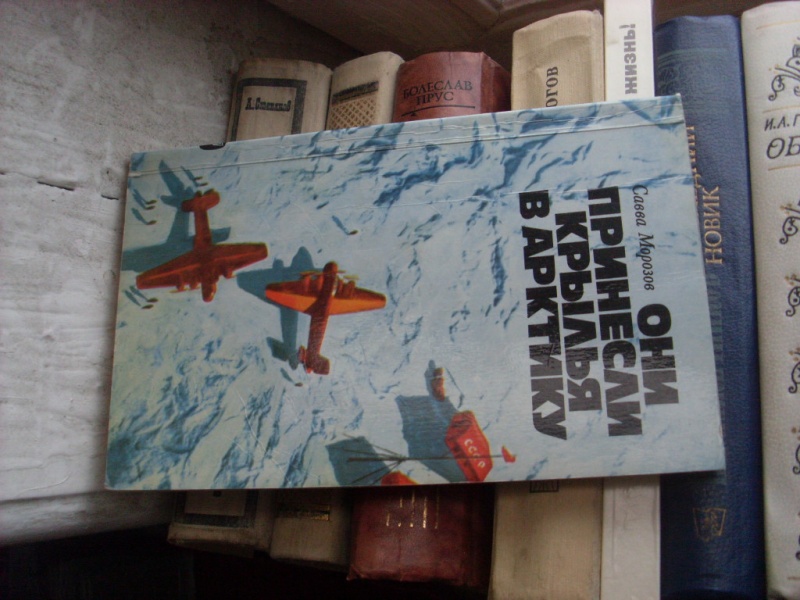 Савва Морозов
ОНИ
ПРИНЕСЛИ
КРЫЛЬЯ
В АРКТИКУ
СССР
БОЛЕСЛАВ
ПРУС
ЖИЗНЬ!
НОВИК
И.А.